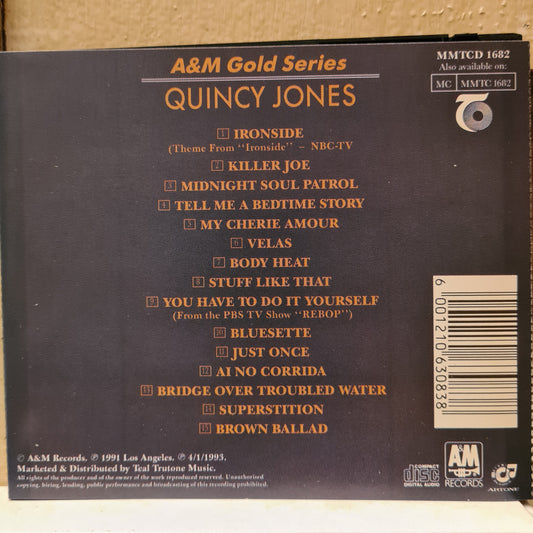 MMTCD 1682
Also available on:
MC MMTC 1682
A&M Gold Series
QUINCY JONES
1 IRONSIDE
(Theme From "Ironside" – NBC-TV
2 KILLER JOE
3 MIDNIGHT SOUL PATROL
4 TELL ME A BEDTIME STORY
5 MY CHERIE AMOUR
6 VELAS
7 BODY HEAT
8 STUFF LIKE THAT
9 YOU HAVE TO DO IT YOURSELF
(From the PBS TV Show "REBOP")
10 BLUESETTE
11 JUST ONCE
12 AI NO CORRIDA
13 BRIDGE OVER TROUBLED WATER
14 SUPERSTITION
15 BROWN BALLAD
6 001210 630838
© A&M Records. ℗ 1991 Los Angeles. ℗ 4/1/1993.
Marketed & Distributed by Teal Trutone Music.
All rights of the producer and of the owner of the work reproduced reserved. Unauthorised
copying, hiring, lending, public performance and broadcasting of this recording prohibited.
COMPACT
disc
DIGITAL AUDIO
A&M
RECORDS
ARTONE